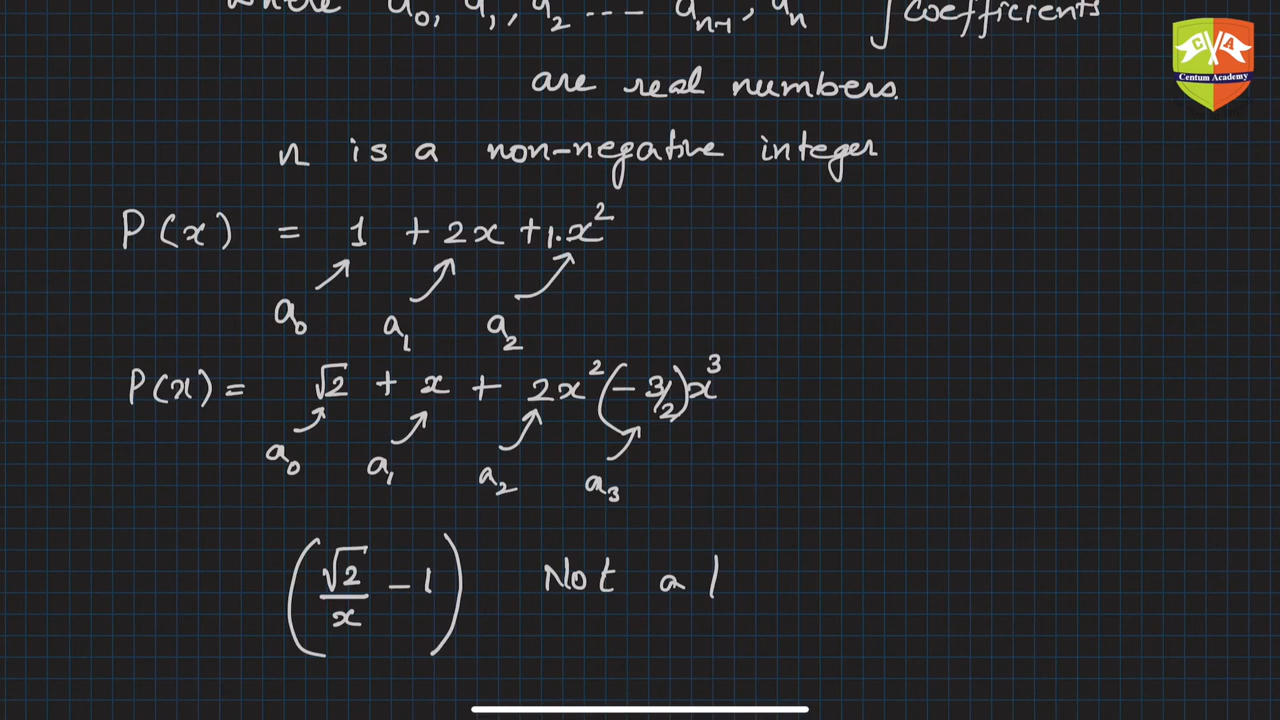 where a₀, a₁, a₂ --- aₙ₋₁, aₙ } coefficients
are real numbers.
n is a non-negative integer
P(x) = 1 + 2x + 1.x²
a₀ a₁ a₂
P(x) = √2 + x + 2x² (- 3/2)x³
a₀ a₁ a₂ a₃
(√2/x - 1) Not a
C A
Centum Academy